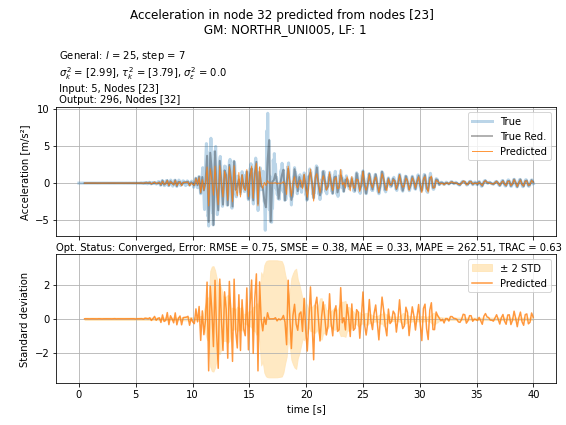 Acceleration in node 32 predicted from nodes [23]
GM: NORTHR_UNI005, LF: 1
General: l = 25, step = 7
σ²ₖ = [2.99], τ²ₖ = [3.79], σ²ε = 0.0
Input: 5, Nodes [23]
Output: 296, Nodes [32]
Acceleration [m/s²]
10
5
0
−5
True
True Red.
Predicted
Opt. Status: Converged, Error: RMSE = 0.75, SMSE = 0.38, MAE = 0.33, MAPE = 262.51, TRAC = 0.63
Standard deviation
2
0
−2
± 2 STD
Predicted
0 5 10 15 20 25 30 35 40
time [s]